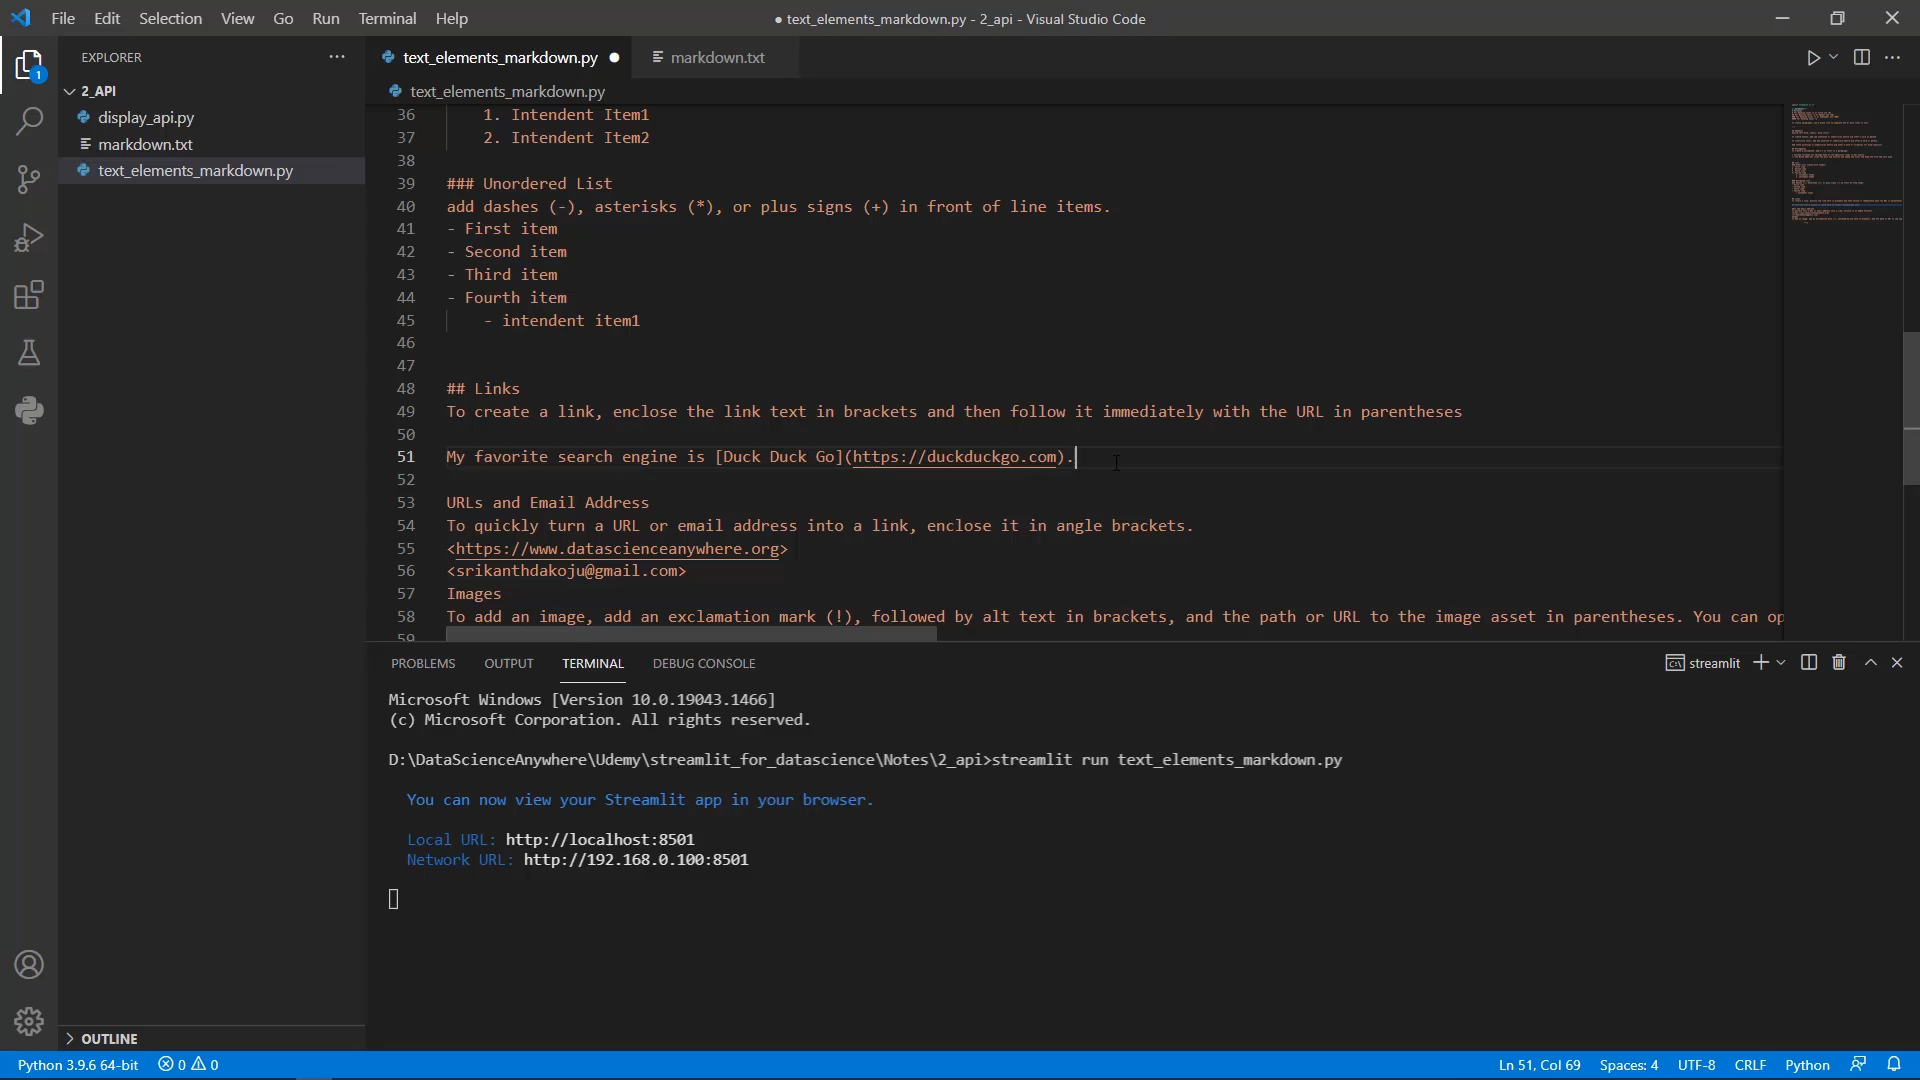 File Edit Selection View Go Run Terminal Help
● text_elements_markdown.py - 2_api - Visual Studio Code
EXPLORER
2_API
display_api.py
markdown.txt
text_elements_markdown.py
OUTLINE
1
text_elements_markdown.py
markdown.txt
text_elements_markdown.py
36 1. Intendent Item1
37 2. Intendent Item2
38
39 ### Unordered List
40 add dashes (-), asterisks (*), or plus signs (+) in front of line items.
41 - First item
42 - Second item
43 - Third item
44 - Fourth item
45 - intendent item1
46
47
48 ## Links
49 To create a link, enclose the link text in brackets and then follow it immediately with the URL in parentheses
50
51 My favorite search engine is [Duck Duck Go](https://duckduckgo.com).
52
53 URLs and Email Address
54 To quickly turn a URL or email address into a link, enclose it in angle brackets.
55 <https://www.datascienceanywhere.org>
56 <srikanthdakoju@gmail.com>
57 Images
58 To add an image, add an exclamation mark (!), followed by alt text in brackets, and the path or URL to the image asset in parentheses. You can op
59
PROBLEMS OUTPUT TERMINAL DEBUG CONSOLE
streamlit
Microsoft Windows [Version 10.0.19043.1466]
(c) Microsoft Corporation. All rights reserved.
D:\DataScienceAnywhere\Udemy\streamlit_for_datascience\Notes\2_api>streamlit run text_elements_markdown.py
You can now view your Streamlit app in your browser.
Local URL: http://localhost:8501
Network URL: http://192.168.0.100:8501
Python 3.9.6 64-bit 0 0
Ln 51, Col 69 Spaces: 4 UTF-8 CRLF Python